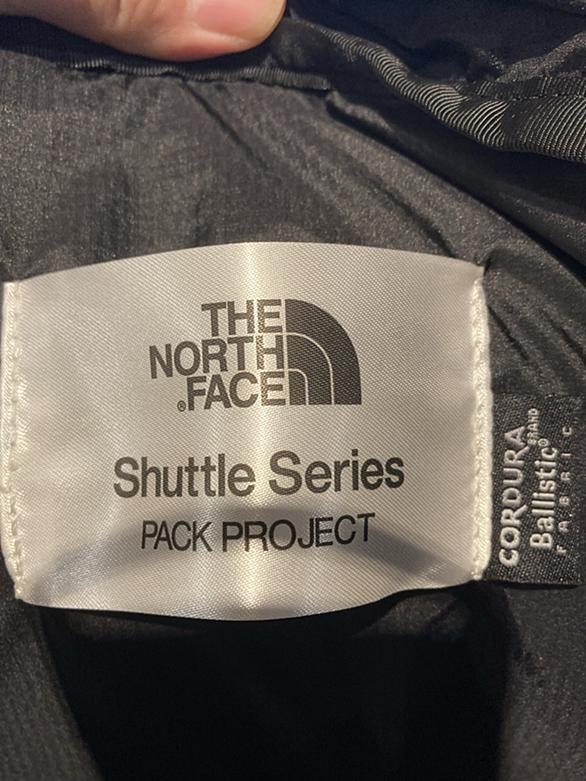 THE
NORTH
®FACE
Shuttle Series
PACK PROJECT
CORDURA BRAND
Ballistic®
FABRIC